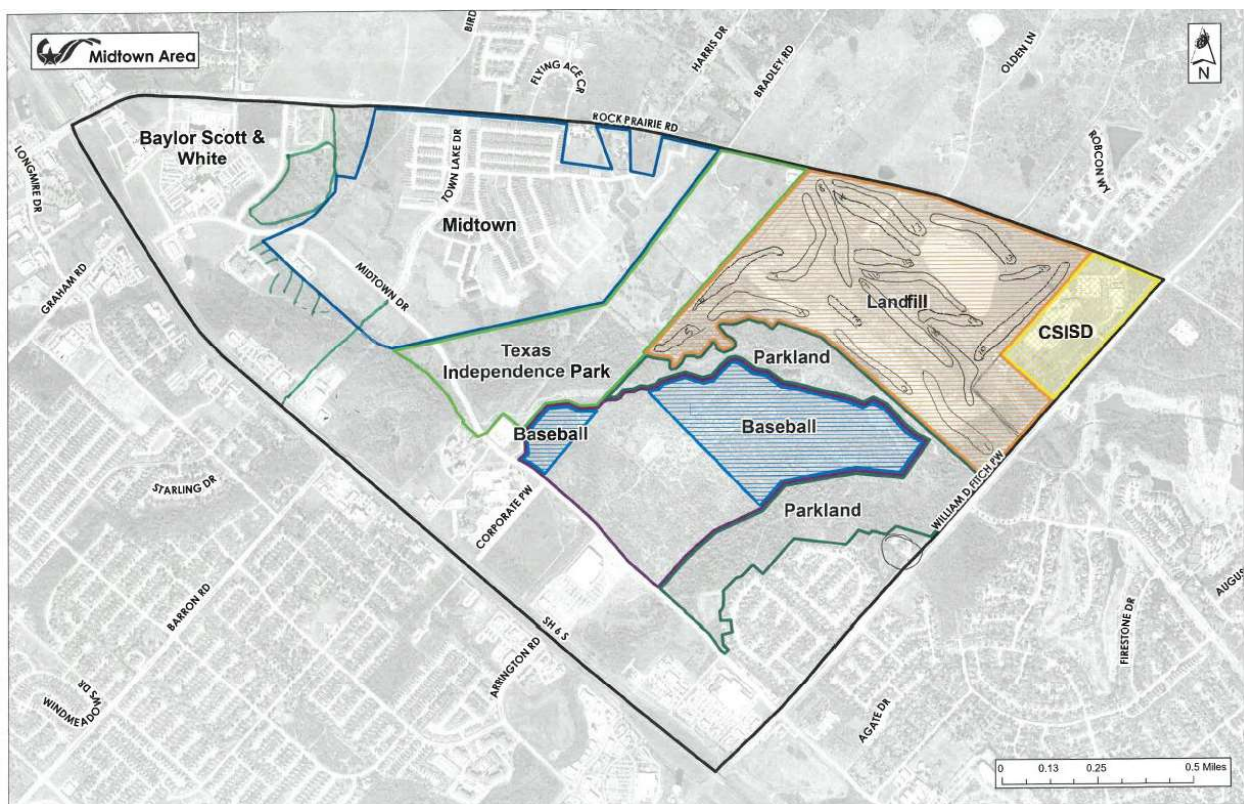 Midtown Area
N
BIRD
FLYING ACE CR
HARRIS DR
BRADLEY RD
OLDEN LN
ROCK PRAIRIE RD
ROBCON WY
LONGMIRE DR
Baylor Scott &
White
TOWN LAKE DR
Midtown
GRAHAM RD
MIDTOWN DR
Landfill
CSISD
Texas
Independence Park
Parkland
Baseball
Baseball
Parkland
WILLIAM D FITCH PW
STARLING DR
CORPORATE PW
BARRON RD
SH 6 S
ARRINGTON RD
WINDMEADO
WS DR
AGATE DR
FIRESTONE DR
AUGUS
0 0.13 0.25 0.5 Miles